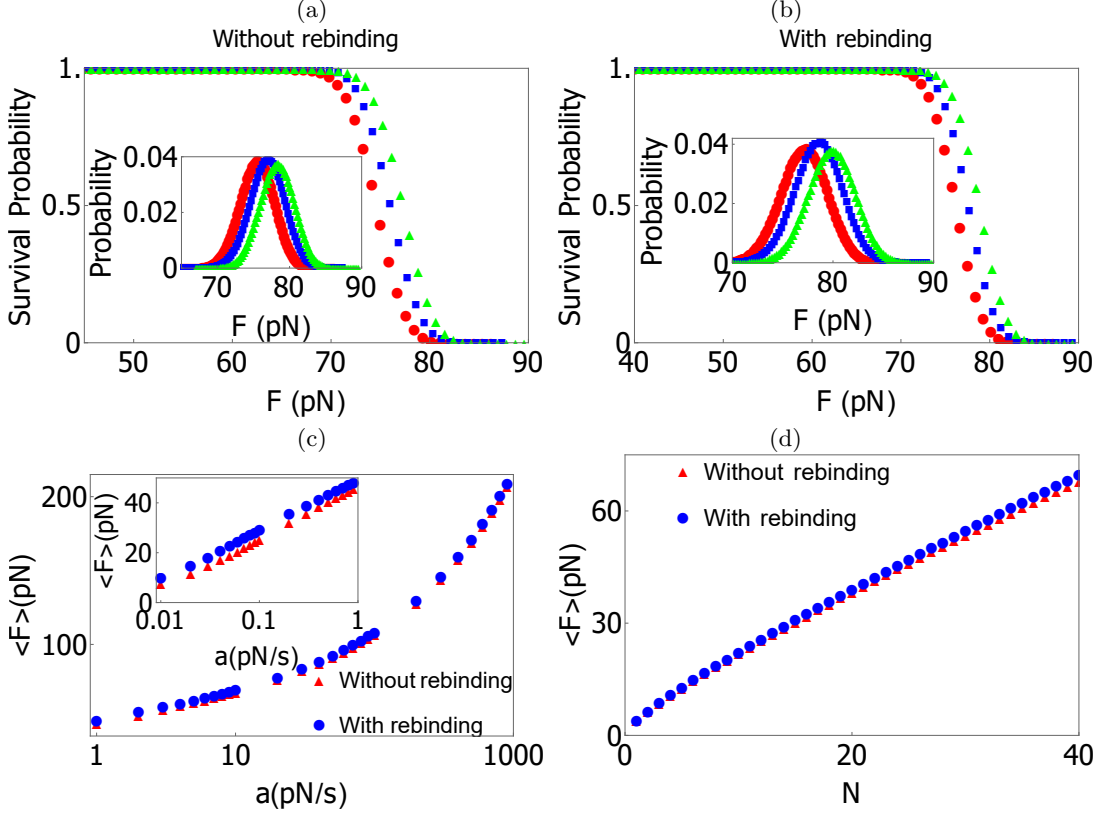 (a)
Without rebinding
Survival Probability
1.
0.5
0
50 60 70 80 90
F (pN)
Probability
0.04
0.02
0
70 80 90
F (pN)
(b)
With rebinding
Survival Probability
1.
0.5
0
40 50 60 70 80 90
F (pN)
Probability
0.04
0.02
0
70 80 90
F (pN)
(c)
<F>(pN)
200
100
1 10 1000
a(pN/s)
<F>(pN)
40
20
0
0.01 0.1 1
a(pN/s)
Without rebinding
With rebinding
(d)
<F>(pN)
60
30
0
0 20 40
N
Without rebinding
With rebinding